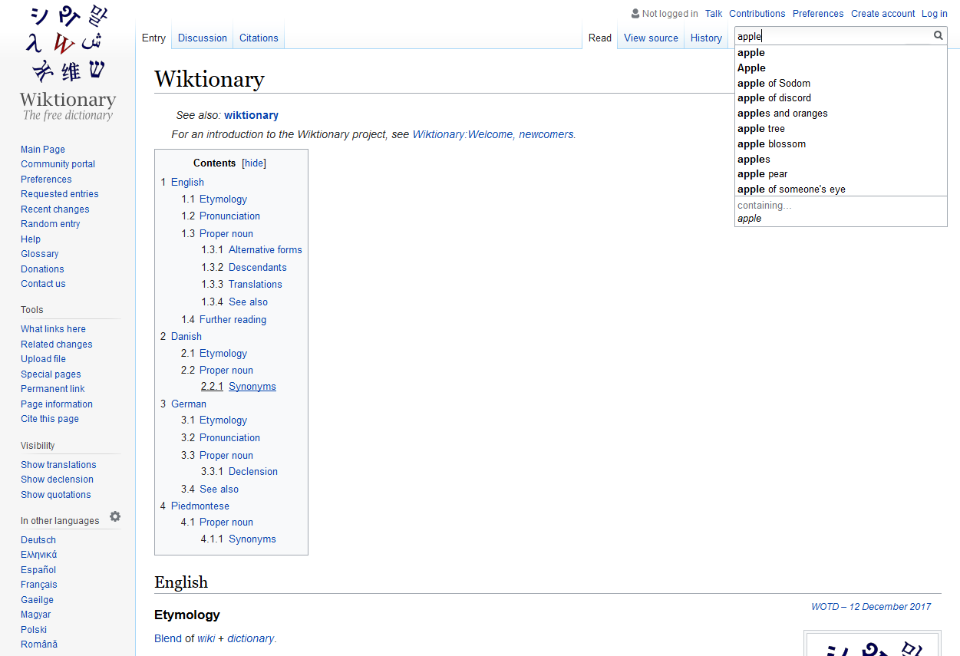 Not logged in Talk Contributions Preferences Create account Log in
Entry Discussion Citations Read View source History apple
apple
Apple
apple of Sodom
apple of discord
apples and oranges
apple tree
apple blossom
apples
apple pear
apple of someone's eye
containing...
apple
Wiktionary
The free dictionary
Main Page
Community portal
Preferences
Requested entries
Recent changes
Random entry
Help
Glossary
Donations
Contact us
Tools
What links here
Related changes
Upload file
Special pages
Permanent link
Page information
Cite this page
Visibility
Show translations
Show declension
Show quotations
In other languages
Deutsch
Ελληνικά
Español
Français
Gaeilge
Magyar
Polski
Română
Wiktionary
See also: wiktionary
For an introduction to the Wiktionary project, see Wiktionary:Welcome, newcomers.
Contents [hide]
1 English
1.1 Etymology
1.2 Pronunciation
1.3 Proper noun
1.3.1 Alternative forms
1.3.2 Descendants
1.3.3 Translations
1.3.4 See also
1.4 Further reading
2 Danish
2.1 Etymology
2.2 Proper noun
2.2.1 Synonyms
3 German
3.1 Etymology
3.2 Pronunciation
3.3 Proper noun
3.3.1 Declension
3.4 See also
4 Piedmontese
4.1 Proper noun
4.1.1 Synonyms
English
WOTD – 12 December 2017
Etymology
Blend of wiki + dictionary.